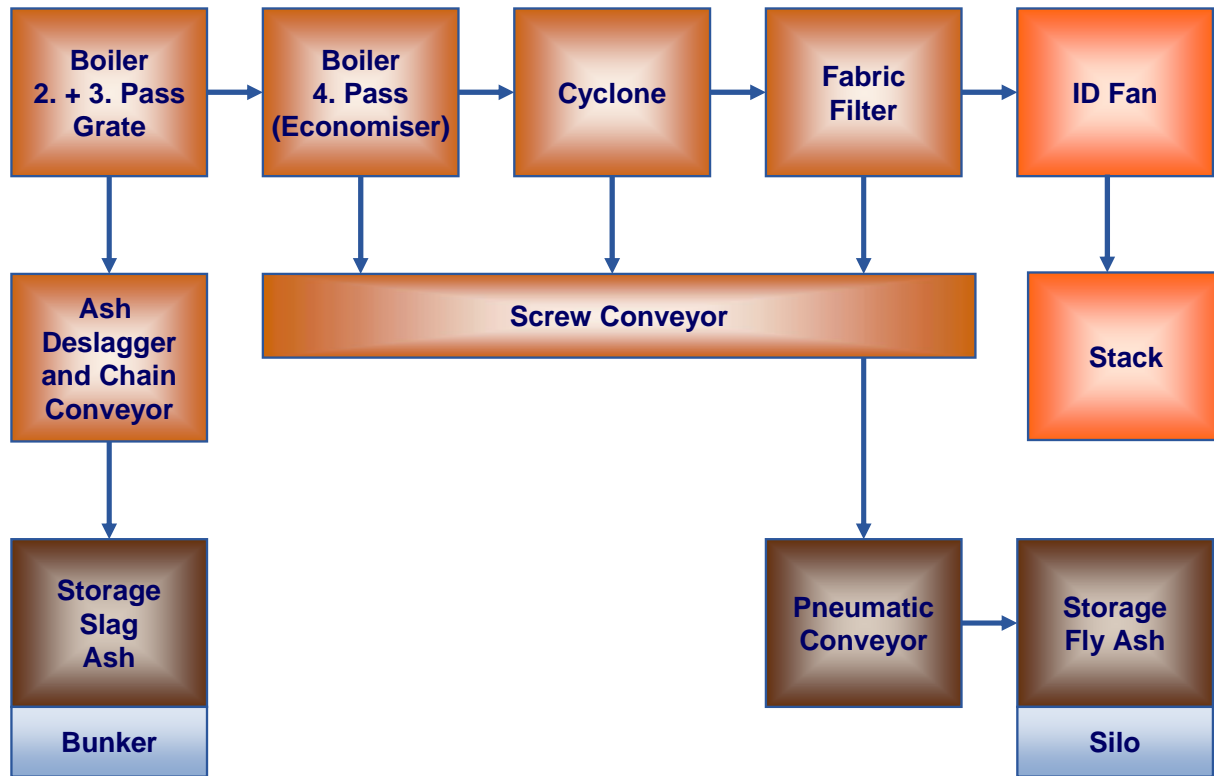 Boiler
2. + 3. Pass
Grate
Boiler
4. Pass
(Economiser)
Cyclone
Fabric
Filter
ID Fan
Ash
Deslagger
and Chain
Conveyor
Screw Conveyor
Stack
Storage
Slag
Ash
Bunker
Pneumatic
Conveyor
Storage
Fly Ash
Silo